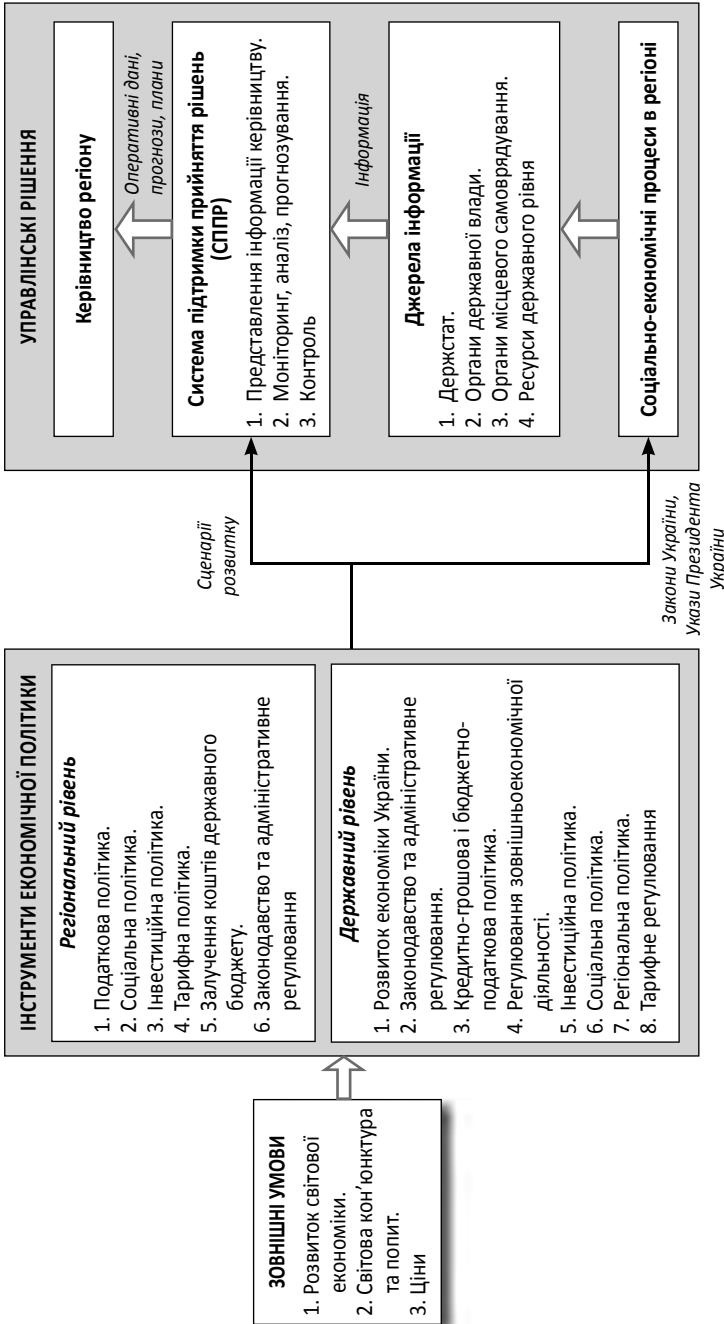 ЗОВНІШНІ УМОВИ
1. Розвиток світової
економіки.
2. Світова кон’юнктура
та попит.
3. Ціни
ІНСТРУМЕНТИ ЕКОНОМІЧНОЇ ПОЛІТИКИ
Регіональний рівень
1. Податкова політика.
2. Соціальна політика.
3. Інвестиційна політика.
4. Тарифна політика.
5. Залучення коштів державного
бюджету.
6. Законодавство та адміністративне
регулювання
Державний рівень
1. Розвиток економіки України.
2. Законодавство та адміністративне
регулювання.
3. Кредитно-грошова і бюджетно-
податкова політика.
4. Регулювання зовнішньоекономічної
діяльності.
5. Інвестиційна політика.
6. Соціальна політика.
7. Регіональна політика.
8. Тарифне регулювання
Сценарії
розвитку
Закони України,
Укази Президента
України
УПРАВЛІНСЬКІ РІШЕННЯ
Керівництво регіону
Оперативні дані,
прогнози, плани
Система підтримки прийняття рішень
(СППР)
1. Представлення інформації керівництву.
2. Моніторинг, аналіз, прогнозування.
3. Контроль
Інформація
Джерела інформації
1. Держстат.
2. Органи державної влади.
3. Органи місцевого самоврядування.
4. Ресурси державного рівня
Соціально-економічні процеси в регіоні